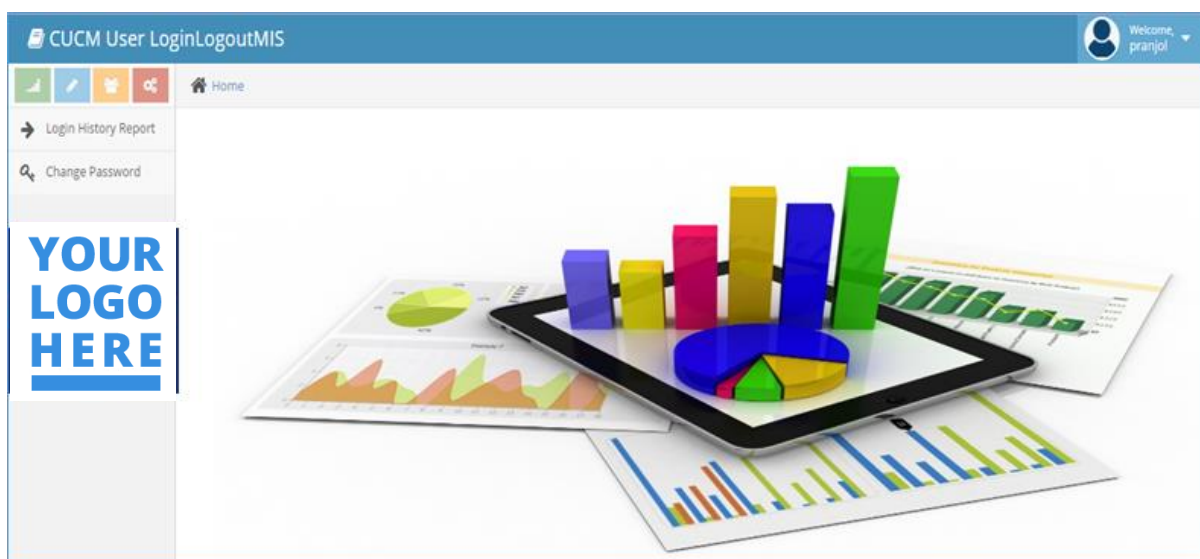 CUCM User LoginLogoutMIS
Welcome,
pranjol
Home
Login History Report
Change Password
YOUR
LOGO
HERE